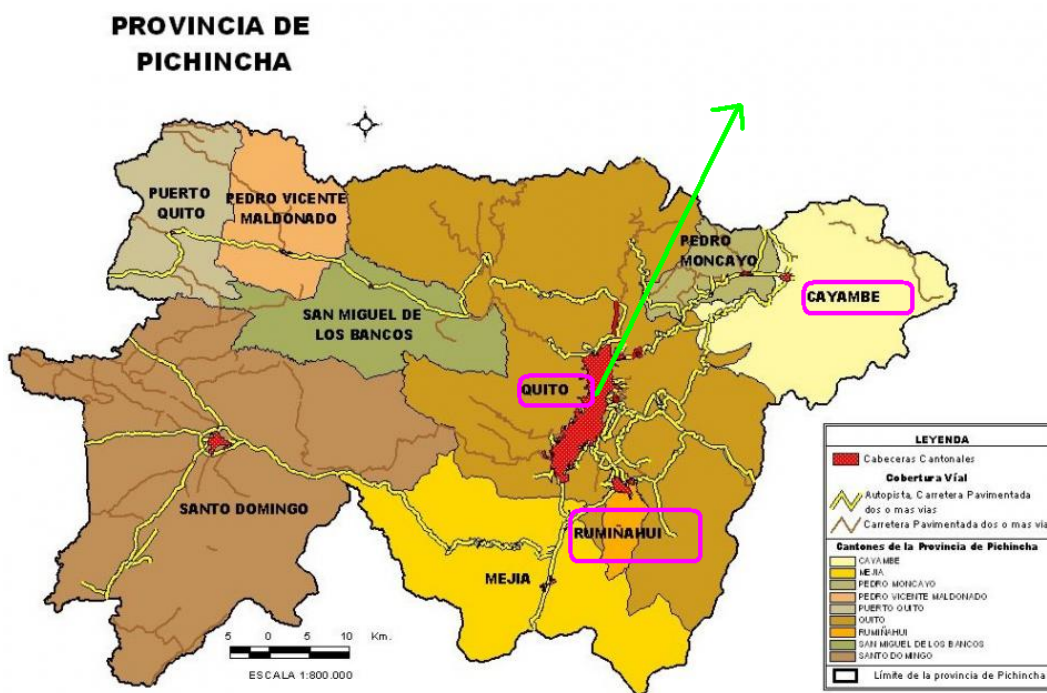 PROVINCIA DE
PICHINCHA
PUERTO
QUITO
PEDRO VICENTE
MALDONADO
PEDRO
MONCAYO
CAYAMBE
SAN MIGUEL DE
LOS BANCOS
QUITO
SANTO DOMINGO
RUMIÑAHUI
MEJIA
5 0 5 10 Km.
ESCALA 1:800.000
LEYENDA
Cabeceras Cantonales
Cobertura Víal
Autopista, Carretera Pavimentada
dos o mas vias
Carretera Pavimentada dos o mas via
Cantones de la Provincia de Pichincha
CAYAMBE
MEJIA
PEDRO MONCAYO
PEDRO VICENTE MALDONADO
PUERTO QUITO
QUITO
RUMIÑAHUI
SAN MIGUEL DE LOS BANCOS
SANTO DOMINGO
Límite de la provincia de Pichincha